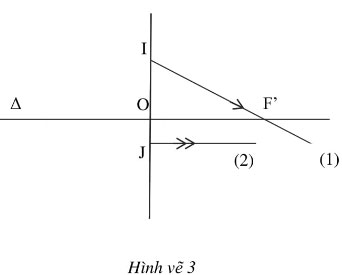 I
Δ O F'
J
(2) (1)
Hình vẽ 3